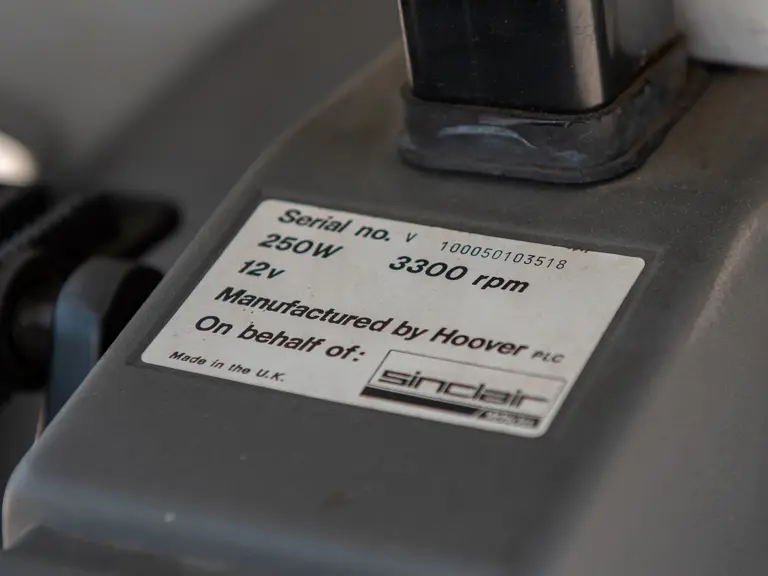 Serial no. V 100050103518
250W 3300 rpm
12v
Manufactured by Hoover PLC
On behalf of:
Made in the U.K.
sinclair